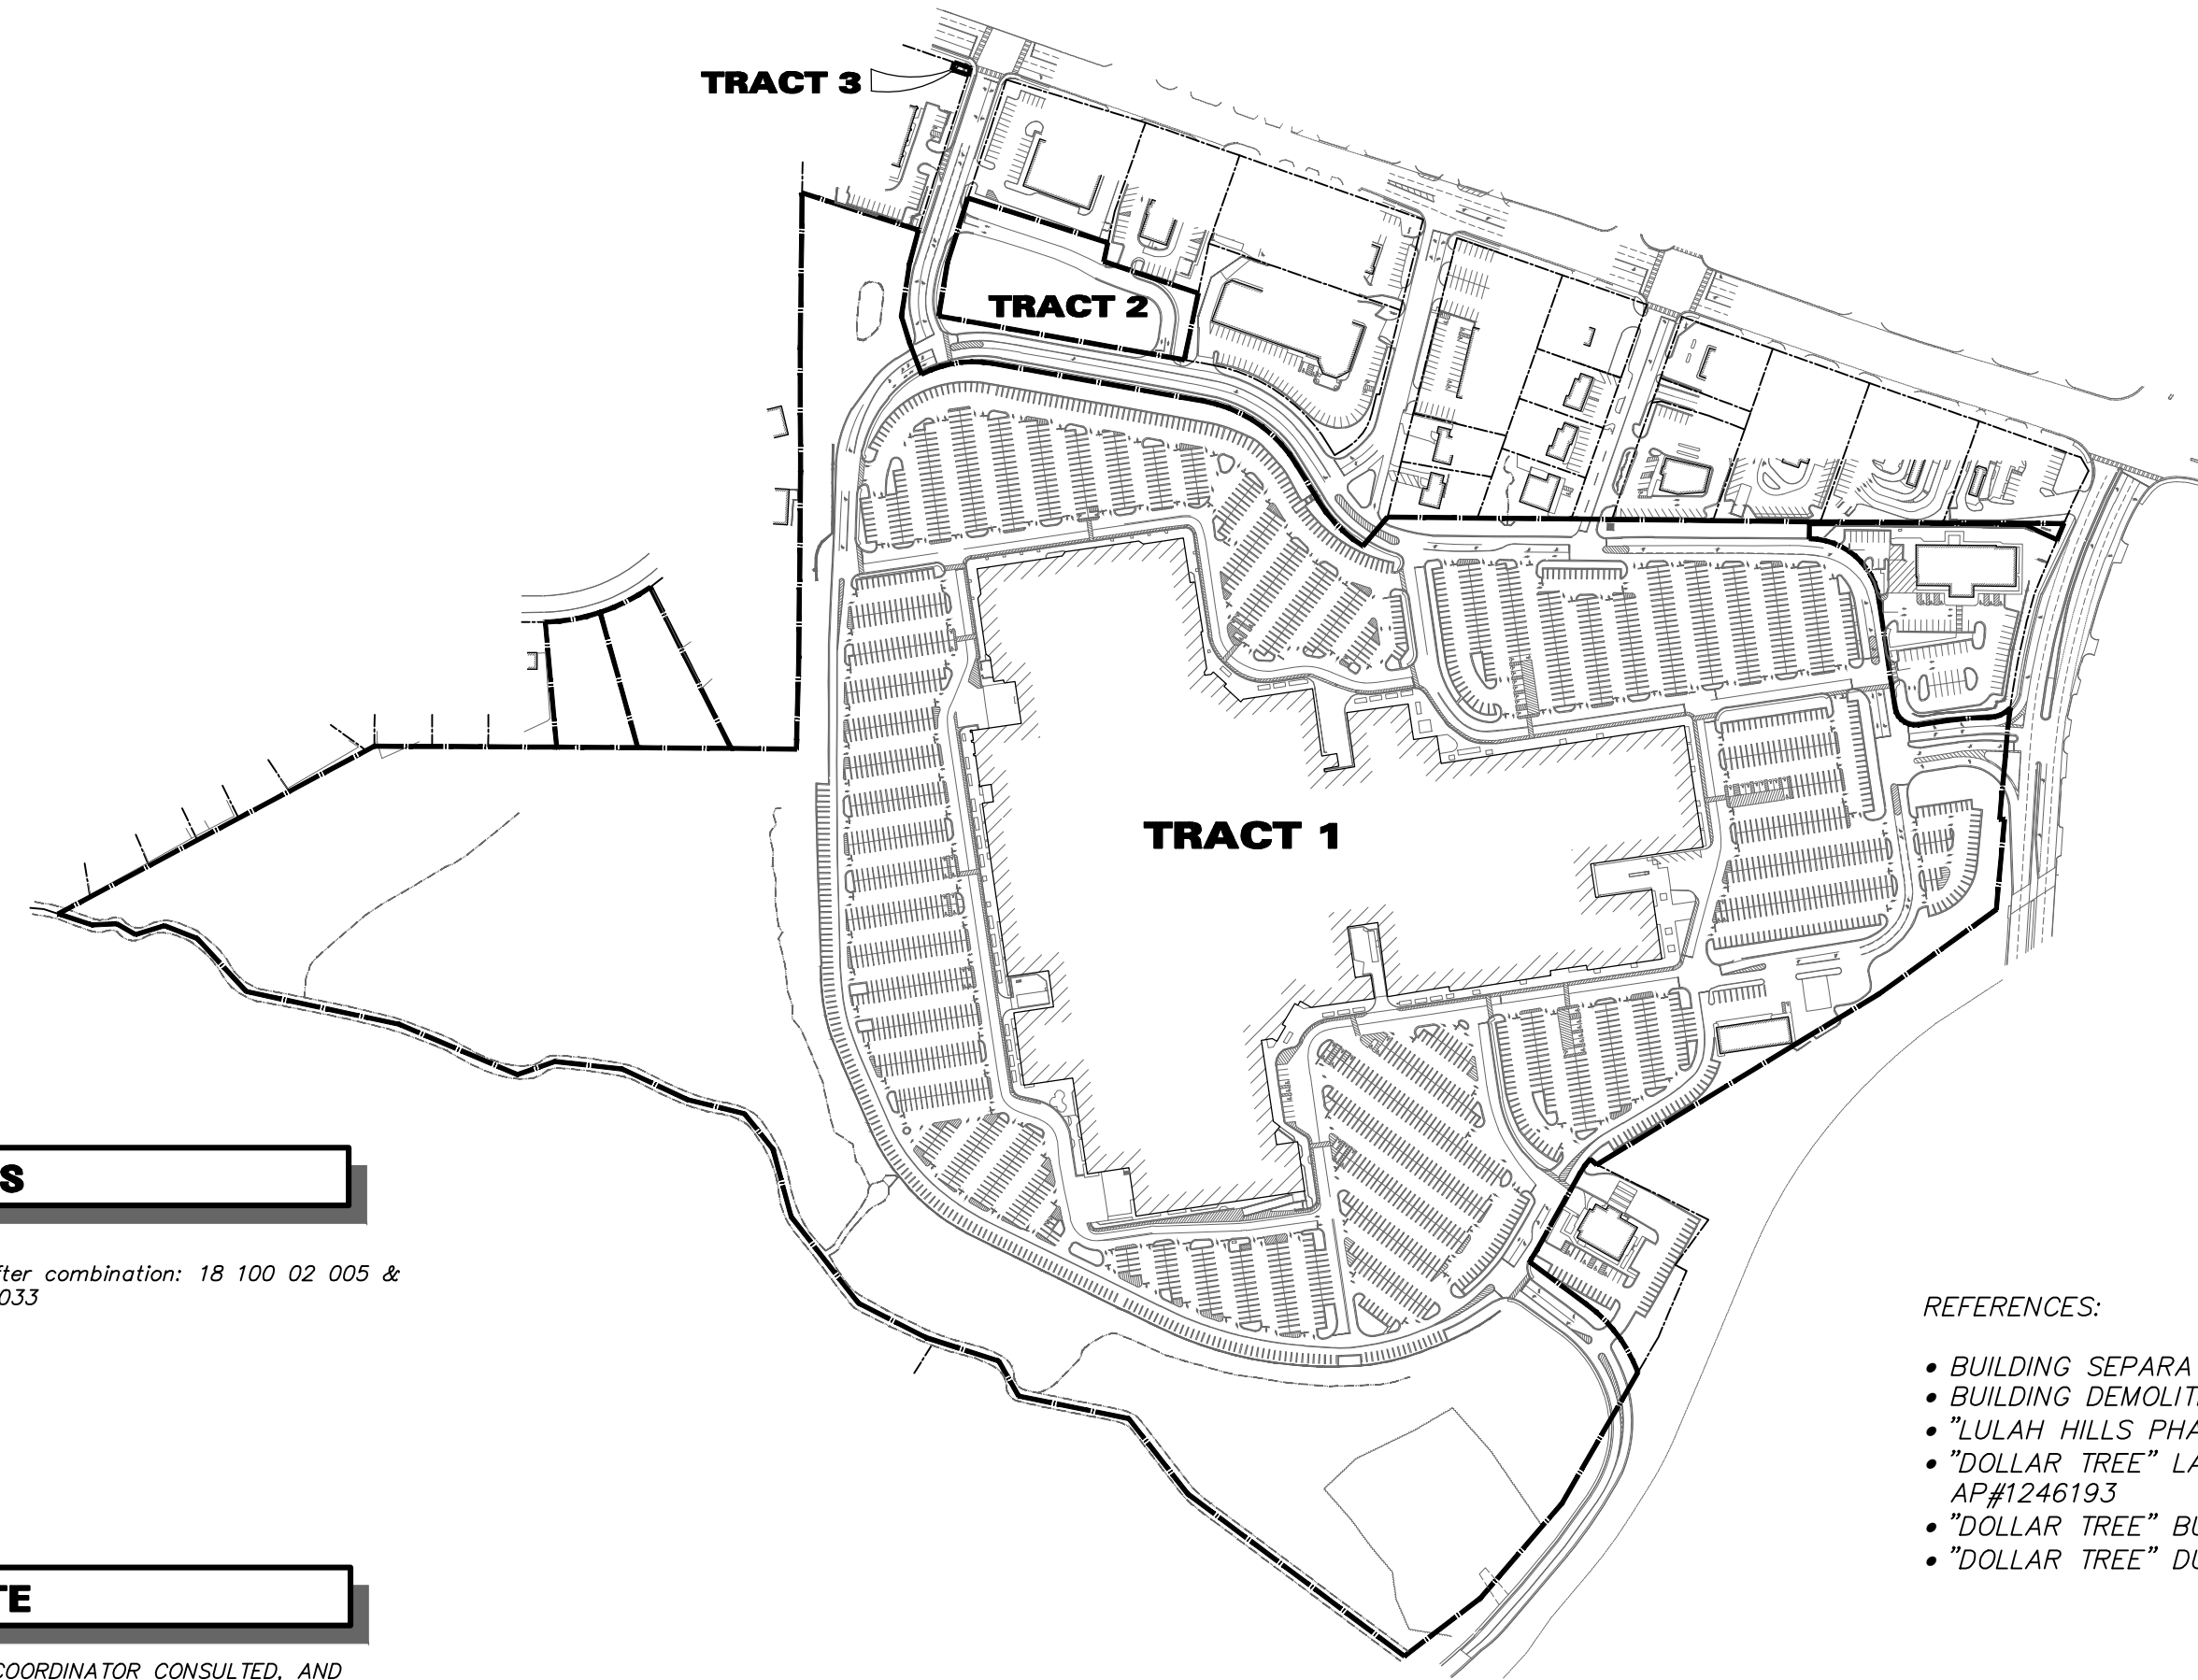 TRACT 3
TRACT 2
TRACT 1
S
fter combination: 18 100 02 005 &
033
TE
COORDINATOR CONSULTED, AND
REFERENCES:
• BUILDING SEPARA
• BUILDING DEMOLIT
• "LULAH HILLS PHA
• "DOLLAR TREE" LA
AP#1246193
• "DOLLAR TREE" BU
• "DOLLAR TREE" DU